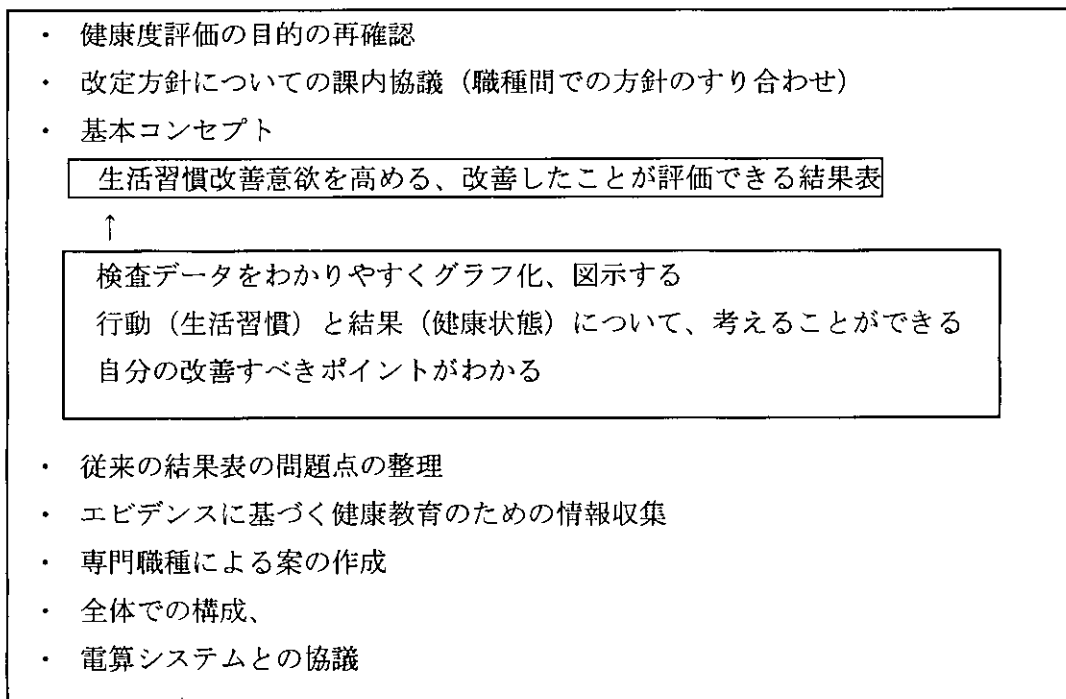 ・ 健康度評価の目的の再確認
・ 改定方針についての課内協議（職種間での方針のすり合わせ）
・ 基本コンセプト
生活習慣改善意欲を高める、改善したことが評価できる結果表
↑
検査データをわかりやすくグラフ化、図示する
行動（生活習慣）と結果（健康状態）について、考えることができる
自分の改善すべきポイントがわかる
・ 従来の結果表の問題点の整理
・ エビデンスに基づく健康教育のための情報収集
・ 専門職種による案の作成
・ 全体での構成、
・ 電算システムとの協議